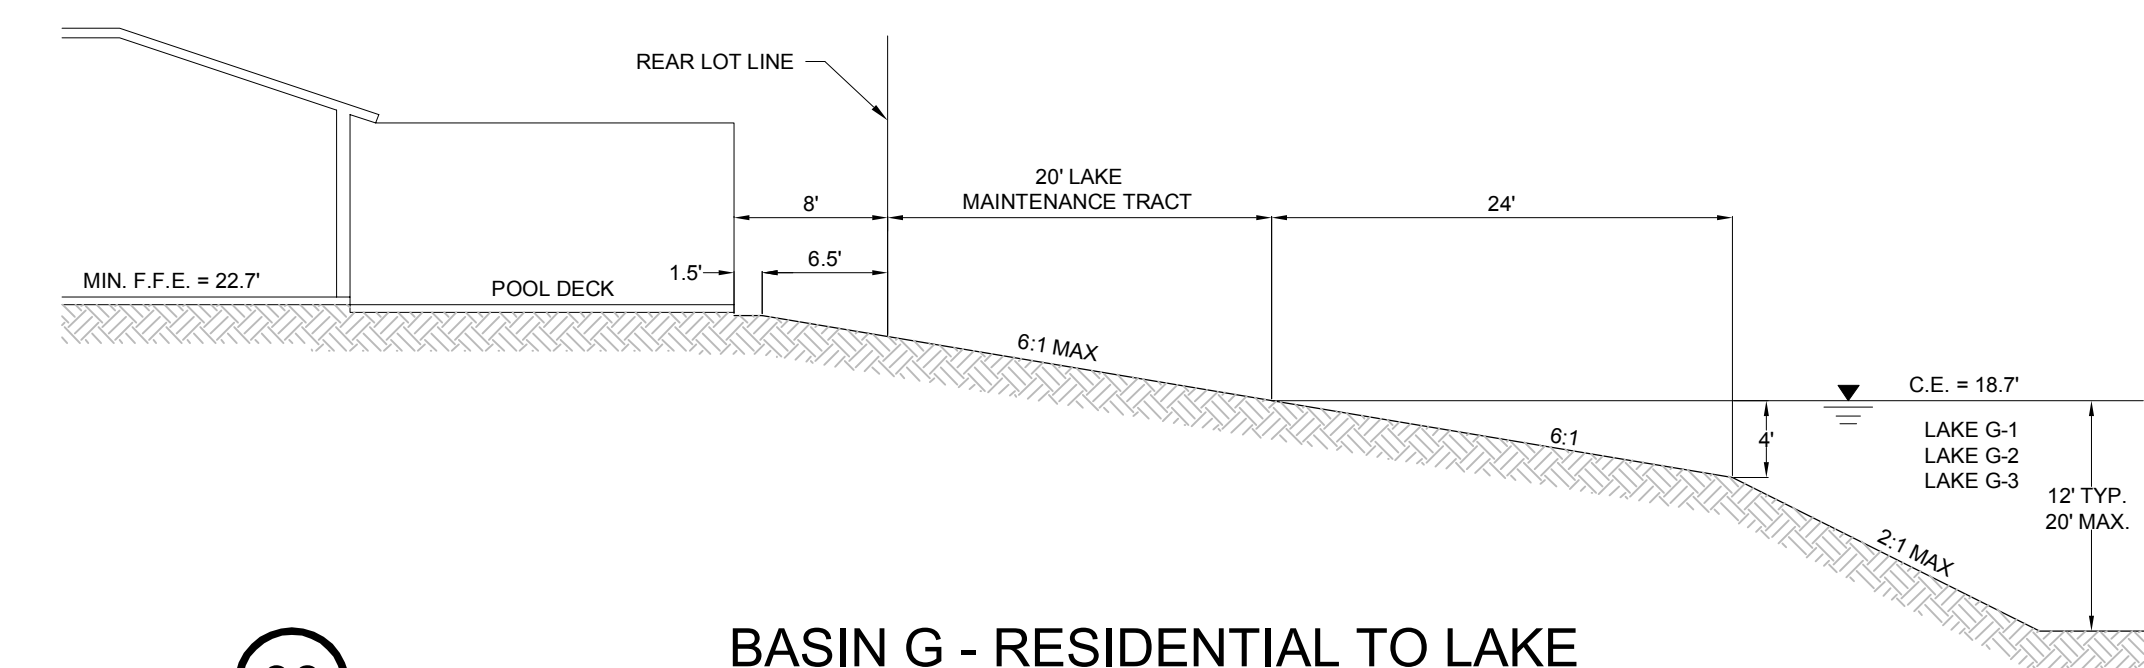 REAR LOT LINE
20' LAKE
MAINTENANCE TRACT
8'
24'
1.5'
6.5'
MIN. F.F.E. = 22.7'
POOL DECK
6:1 MAX
C.E. = 18.7'
6:1
4'
LAKE G-1
LAKE G-2
LAKE G-3
12' TYP.
20' MAX.
2:1 MAX
BASIN G - RESIDENTIAL TO LAKE